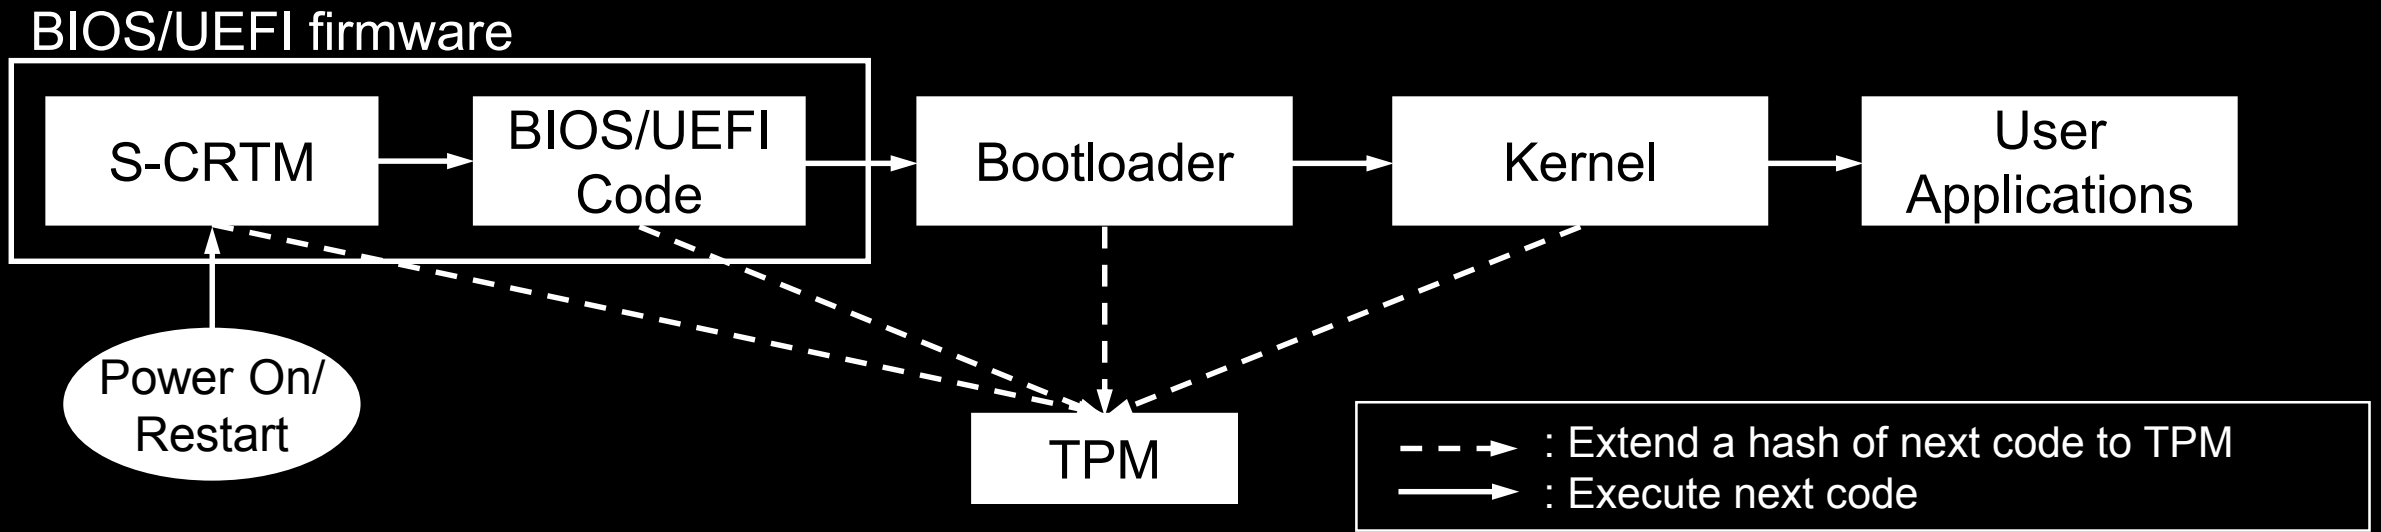 BIOS/UEFI firmware
S-CRTM
BIOS/UEFI
Code
Bootloader
Kernel
User
Applications
Power On/
Restart
TPM
: Extend a hash of next code to TPM
: Execute next code